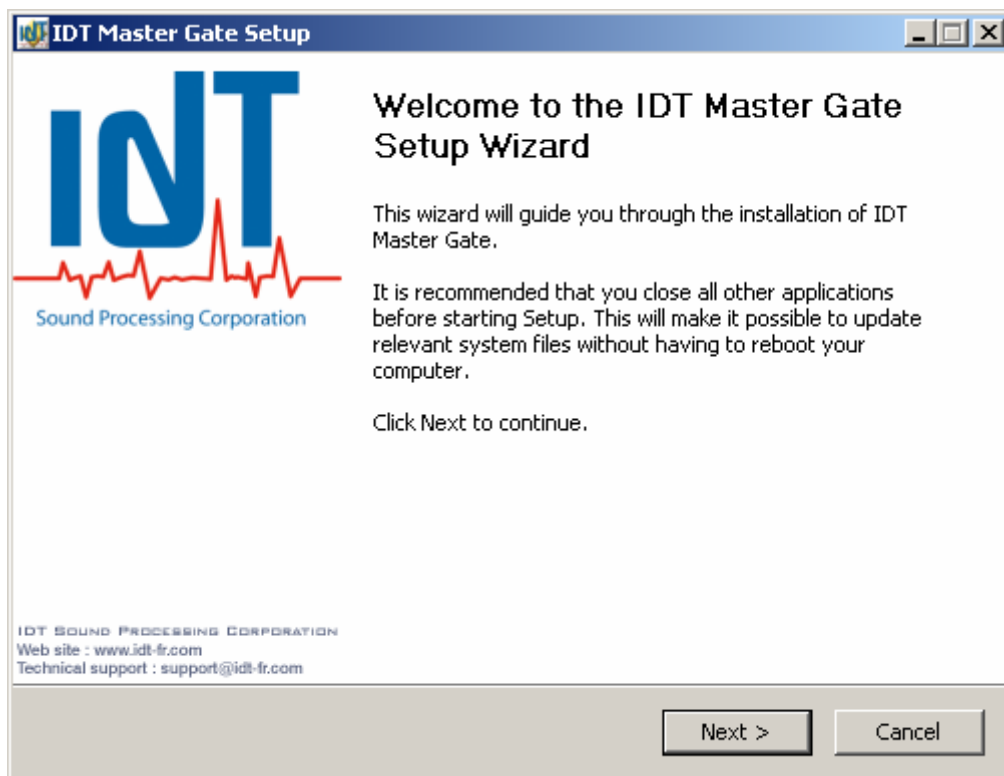 IDT Master Gate Setup
IDT
Sound Processing Corporation
Welcome to the IDT Master Gate
Setup Wizard
This wizard will guide you through the installation of IDT
Master Gate.
It is recommended that you close all other applications
before starting Setup. This will make it possible to update
relevant system files without having to reboot your
computer.
Click Next to continue.
IDT SOUND PROCESSING CORPORATION
Web site : www.idt-fr.com
Technical support : support@idt-fr.com
Next >
Cancel